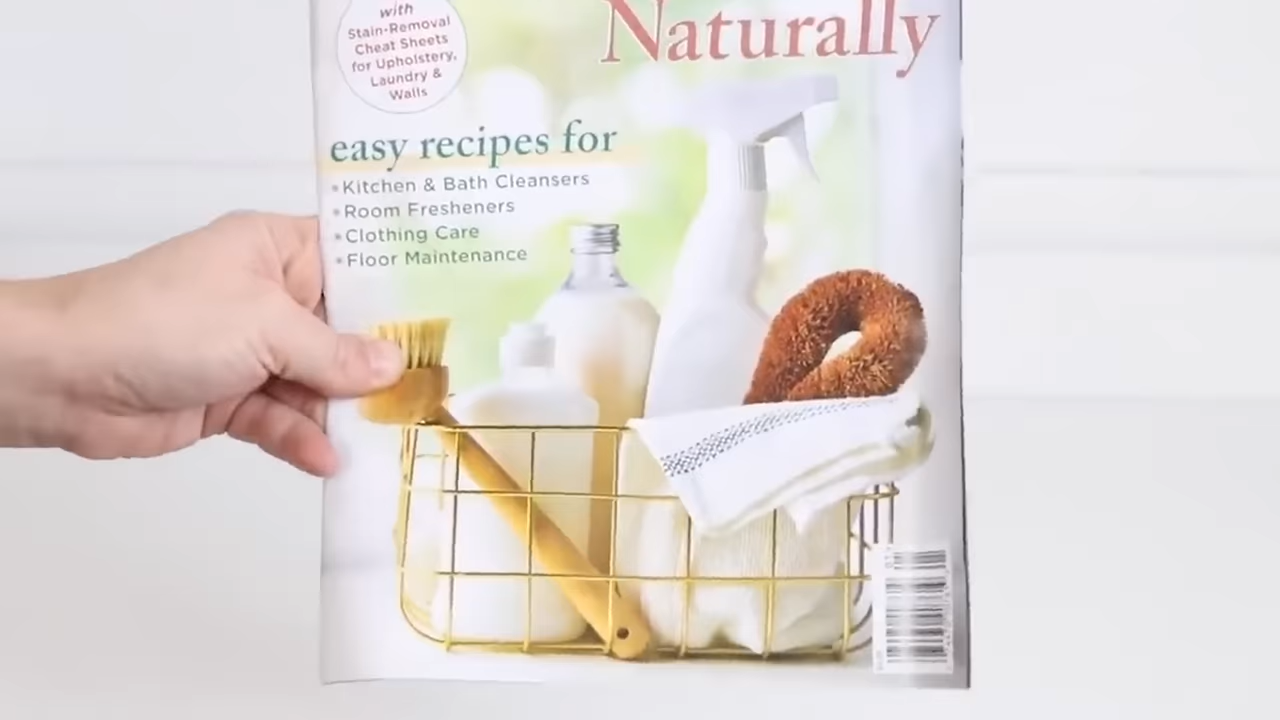 with
Stain-Removal
Cheat Sheets
for Upholstery,
Laundry &
Walls
Naturally
easy recipes for
• Kitchen & Bath Cleansers
• Room Fresheners
• Clothing Care
• Floor Maintenance